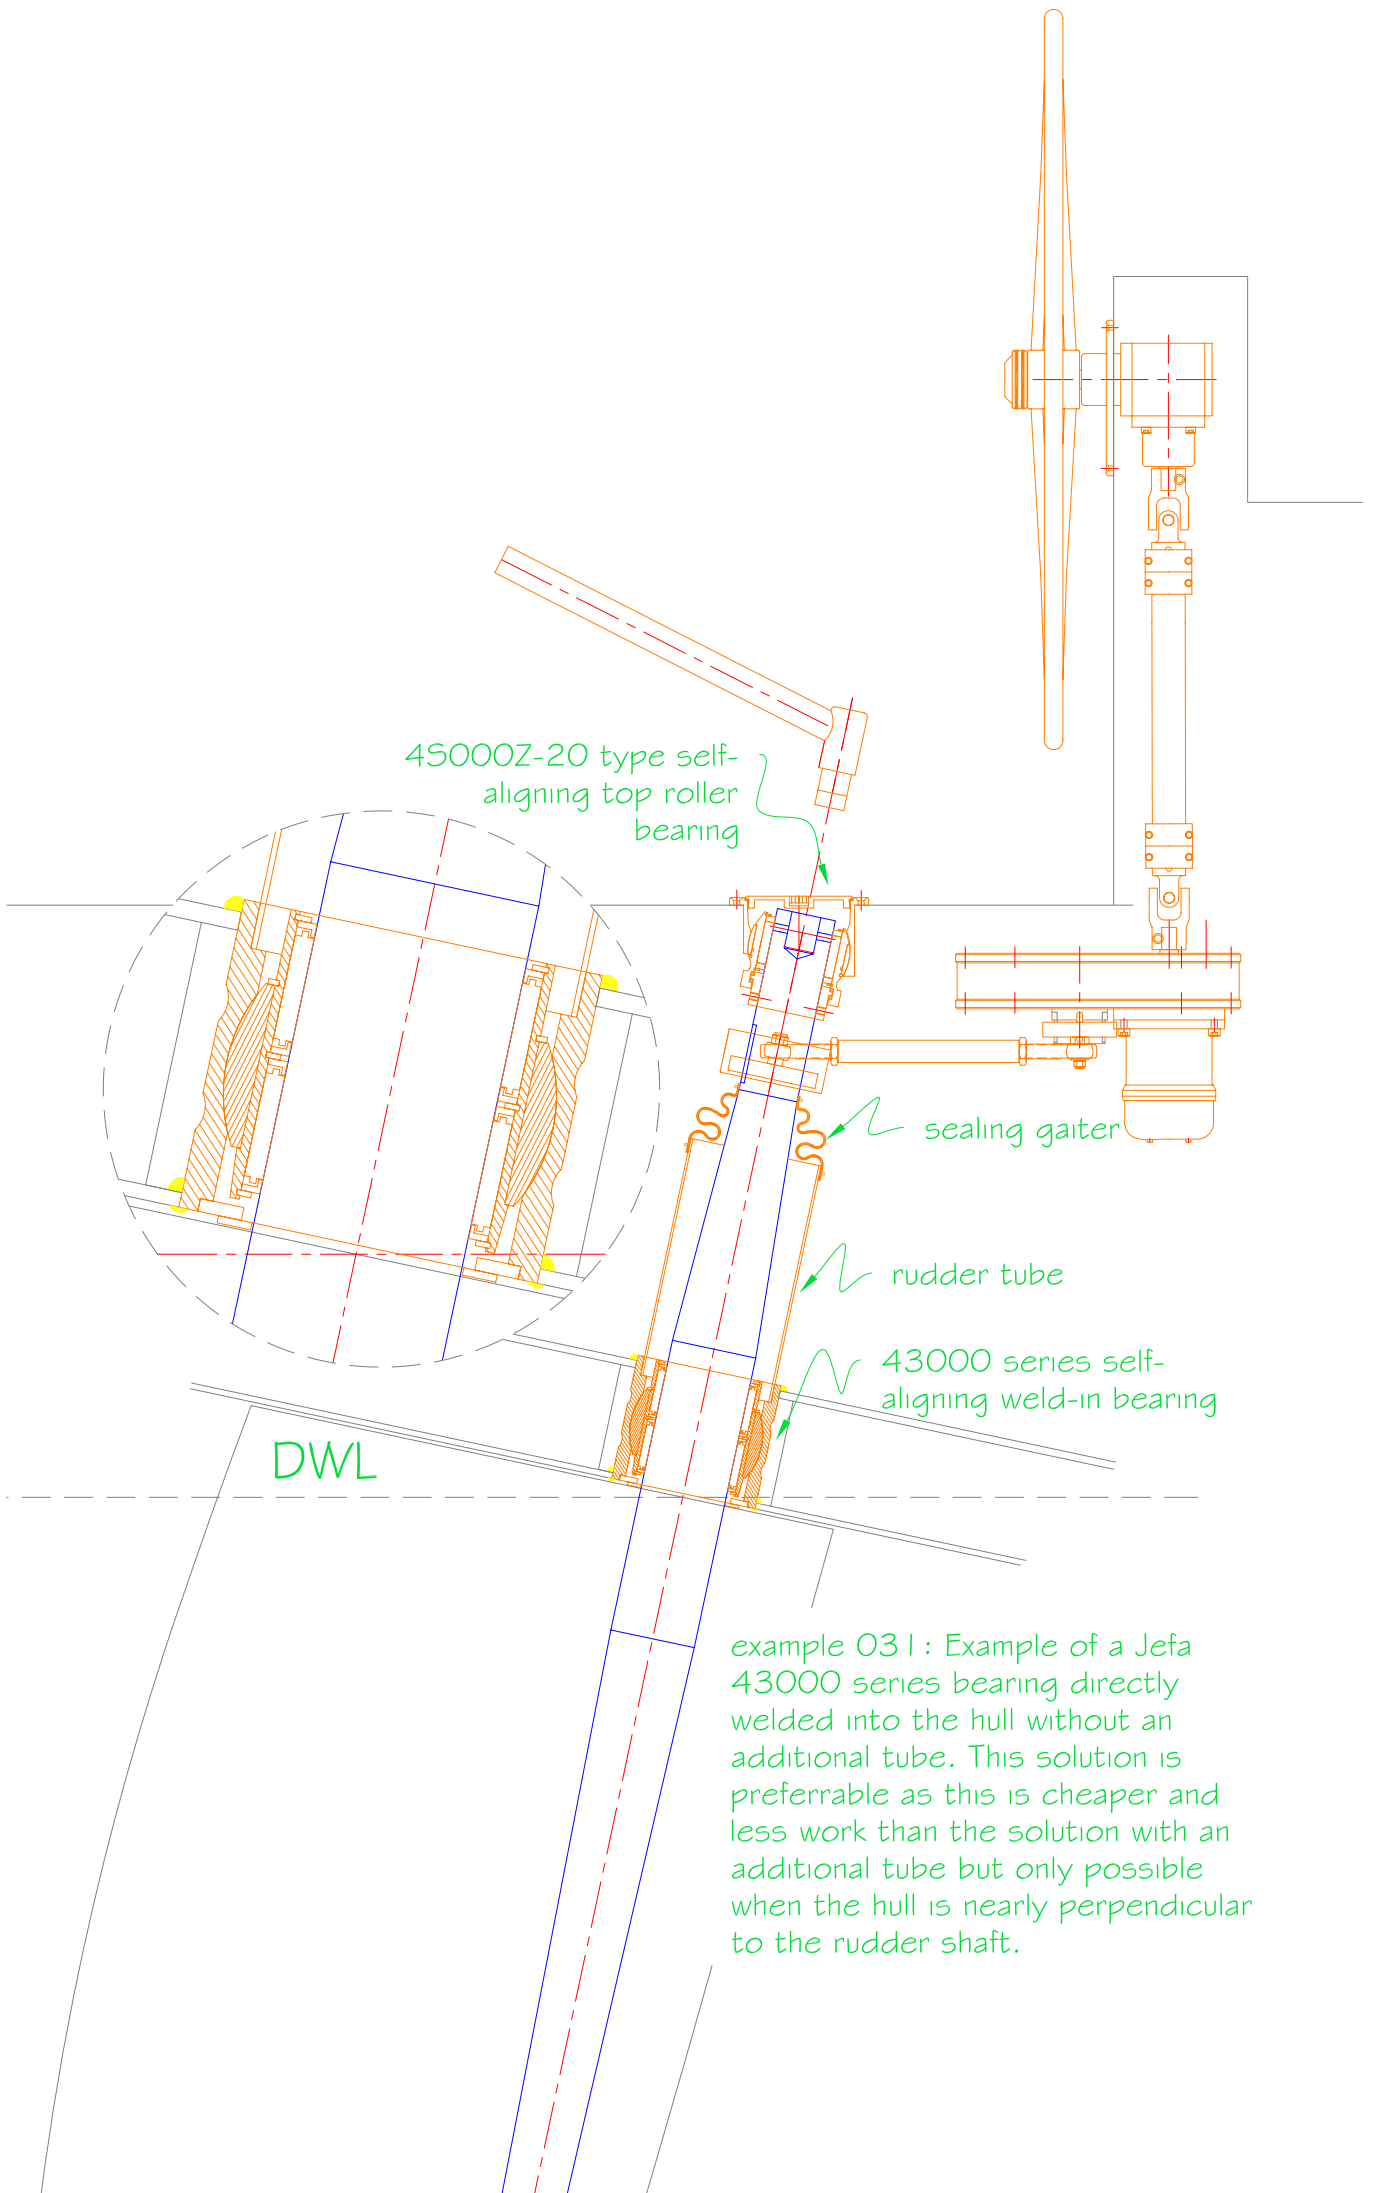 4S000Z-20 type self-
aligning top roller
bearing
sealing gaiter
rudder tube
43000 series self-
aligning weld-in bearing
DWL
example 031: Example of a Jefa
43000 series bearing directly
welded into the hull without an
additional tube. This solution is
preferrable as this is cheaper and
less work than the solution with an
additional tube but only possible
when the hull is nearly perpendicular
to the rudder shaft.